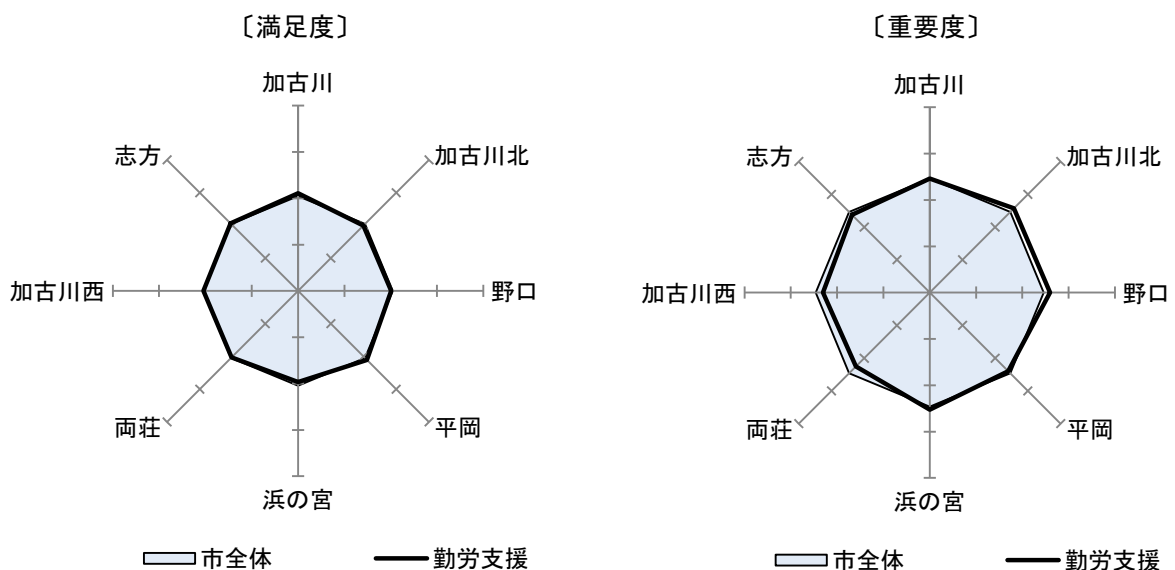 〔満足度〕
加古川
加古川北
野口
平岡
浜の宮
両荘
加古川西
志方
市全体
勤労支援
〔重要度〕
加古川
加古川北
野口
平岡
浜の宮
両荘
加古川西
志方
市全体
勤労支援